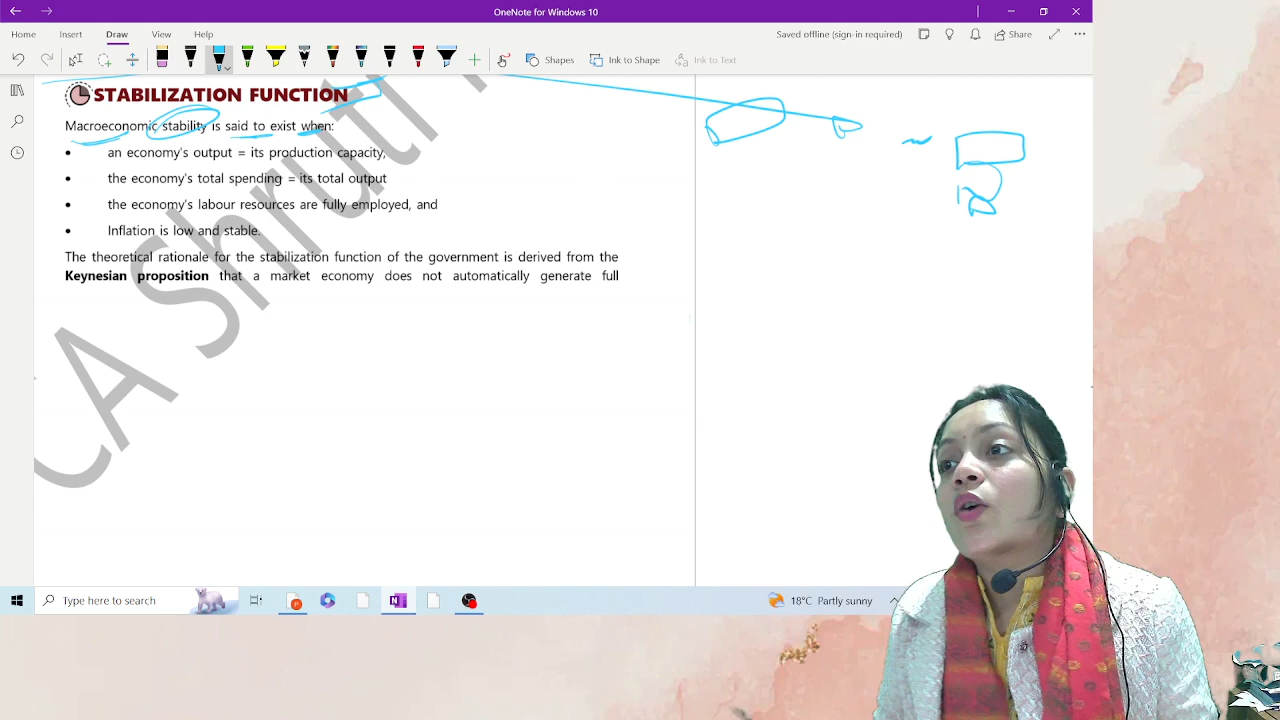 OneNote for Windows 10
Home Insert Draw View Help Saved offline (sign-in required) Share
Shapes Ink to Shape Ink to Text
STABILIZATION FUNCTION
Macroeconomic stability is said to exist when:
• an economy's output = its production capacity,
• the economy's total spending = its total output
• the economy's labour resources are fully employed, and
• Inflation is low and stable.
The theoretical rationale for the stabilization function of the government is derived from the
Keynesian proposition that a market economy does not automatically generate full
CA Shruti
Type here to search 18°C Partly sunny